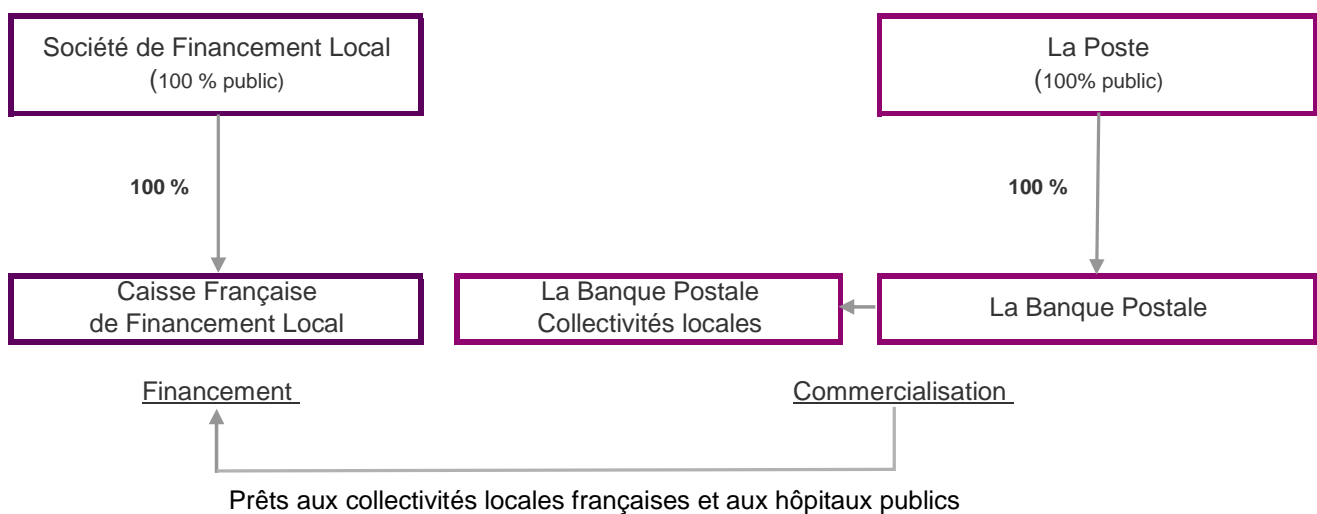 Société de Financement Local
(100 % public)
La Poste
(100% public)
100 %
100 %
Caisse Française
de Financement Local
La Banque Postale
Collectivités locales
La Banque Postale
Financement
Commercialisation
Prêts aux collectivités locales françaises et aux hôpitaux publics